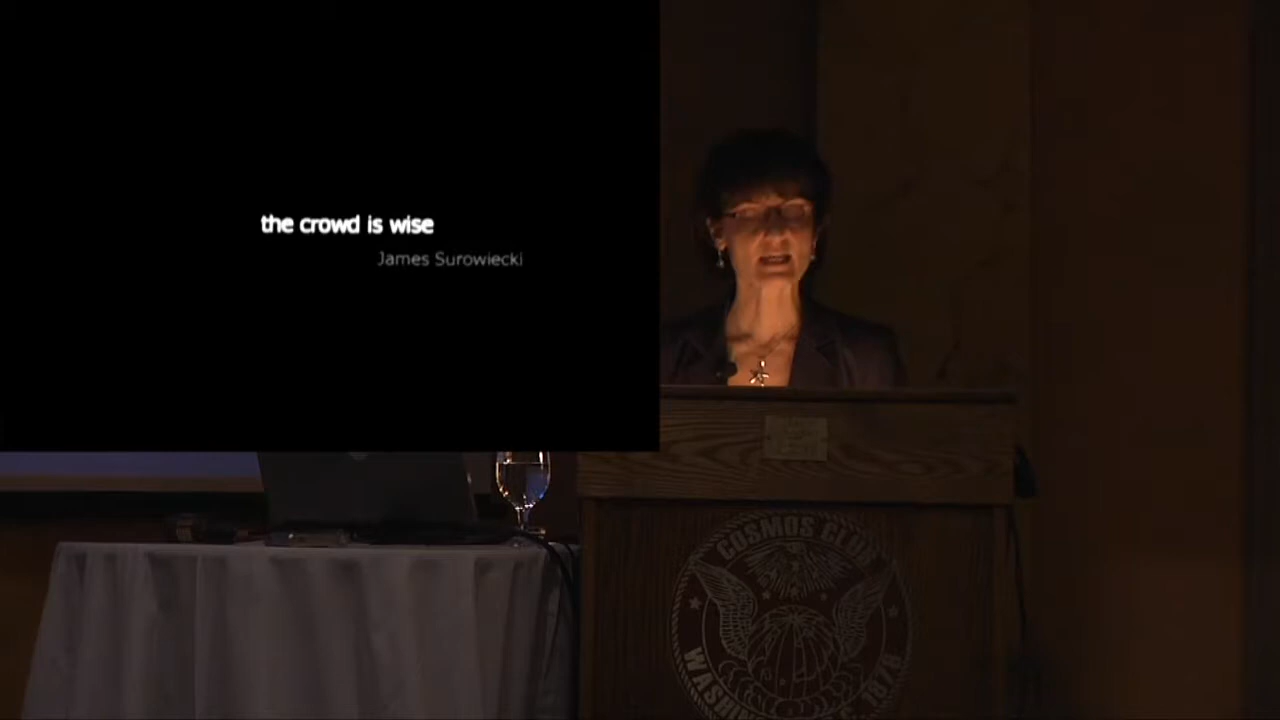 the crowd is wise
James Surowiecki
COSMOS CLUB
WASHINGTON D.C. 1878